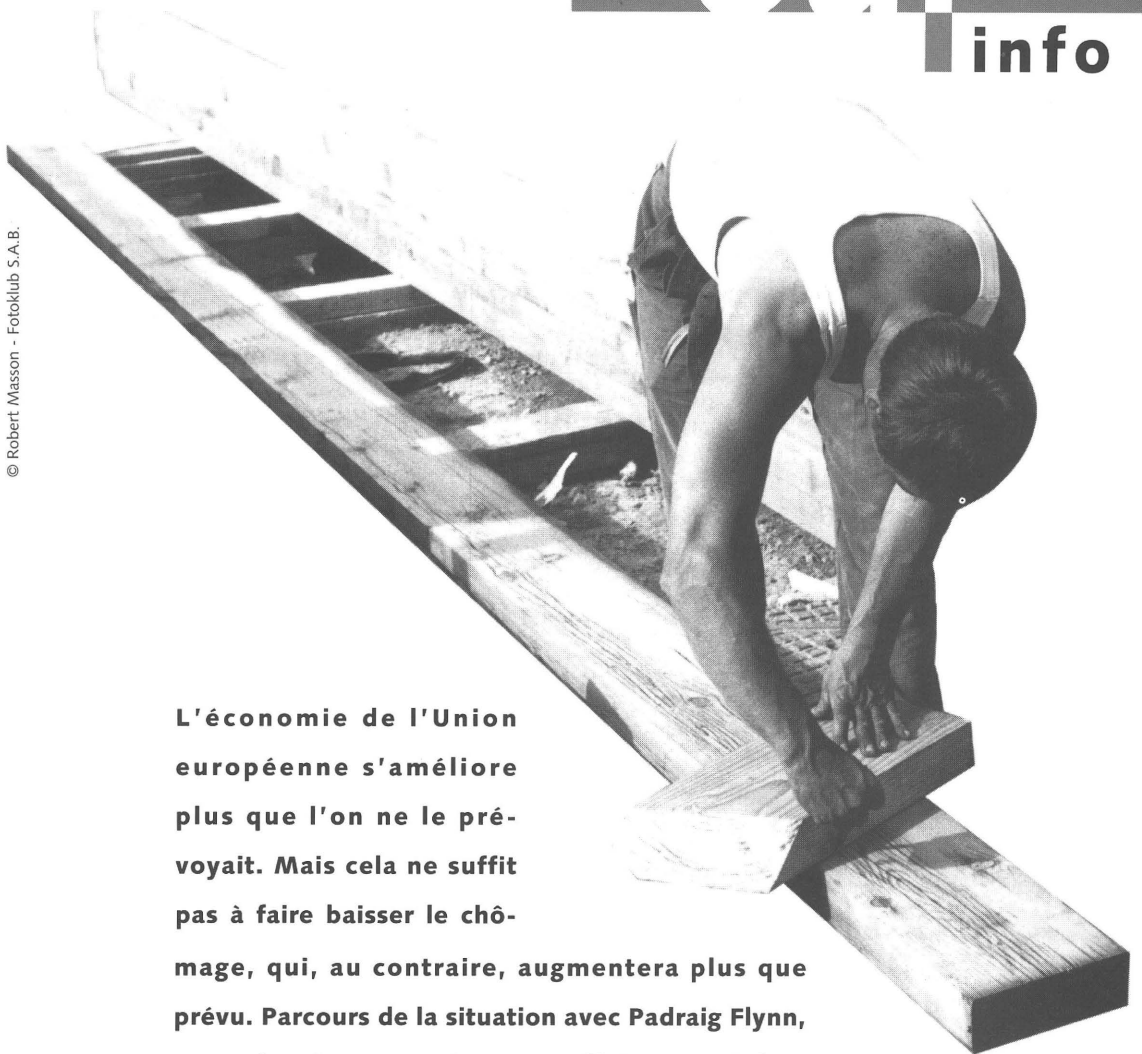 info
© Robert Masson - Fotoklub S.A.B.
L'économie de l'Union
européenne s'améliore
plus que l'on ne le pré-
voyait. Mais cela ne suffit
pas à faire baisser le chô-
mage, qui, au contraire, augmentera plus que
prévu. Parcours de la situation avec Padraig Flynn,